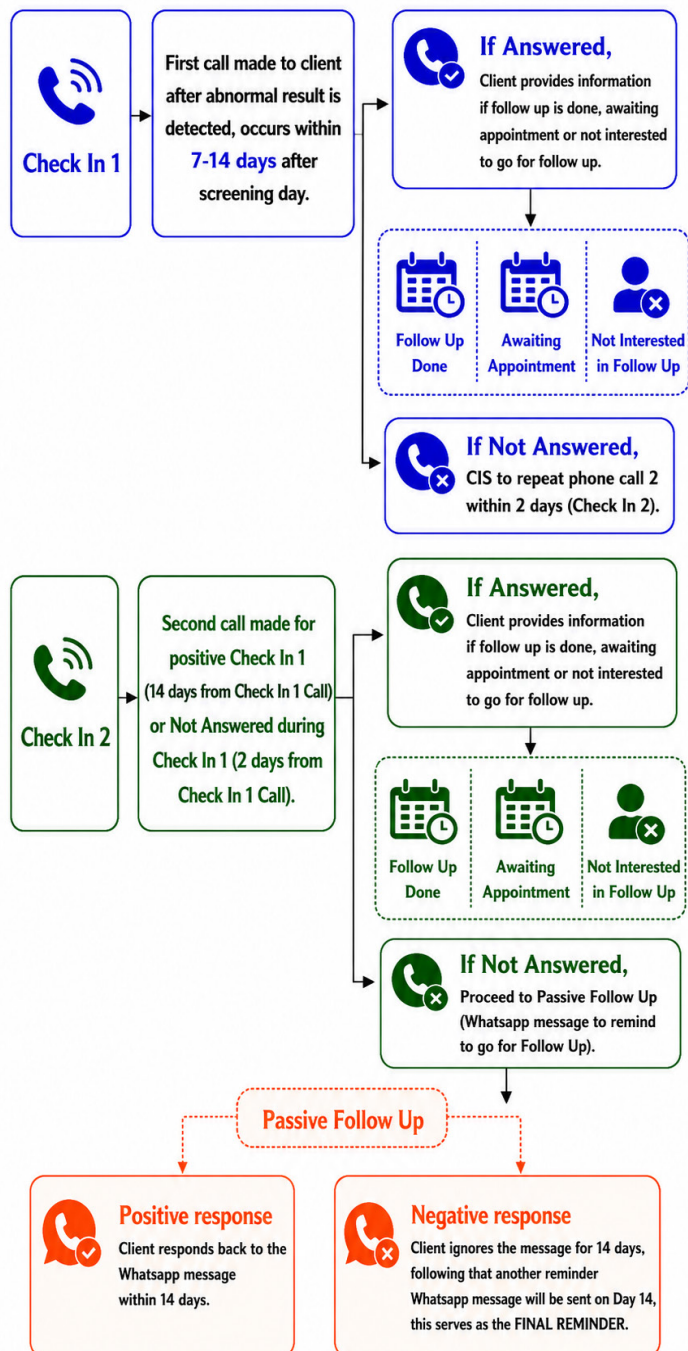 Check In 1
First call made to client
after abnormal result is
detected, occurs within
7-14 days after
screening day.
If Answered,
Client provides information
if follow up is done, awaiting
appointment or not interested
to go for follow up.
Follow Up
Done
Awaiting
Appointment
Not Interested
in Follow Up
If Not Answered,
CIS to repeat phone call 2
within 2 days (Check In 2).
Check In 2
Second call made for
positive Check In 1
(14 days from Check In 1 Call)
or Not Answered during
Check In 1 (2 days from
Check In 1 Call).
If Answered,
Client provides information
if follow up is done, awaiting
appointment or not interested
to go for follow up.
Follow Up
Done
Awaiting
Appointment
Not Interested
in Follow Up
If Not Answered,
Proceed to Passive Follow Up
(Whatsapp message to remind
to go for Follow Up).
Passive Follow Up
Positive response
Client responds back to the
Whatsapp message
within 14 days.
Negative response
Client ignores the message for 14 days,
following that another reminder
Whatsapp message will be sent on Day 14,
this serves as the FINAL REMINDER.